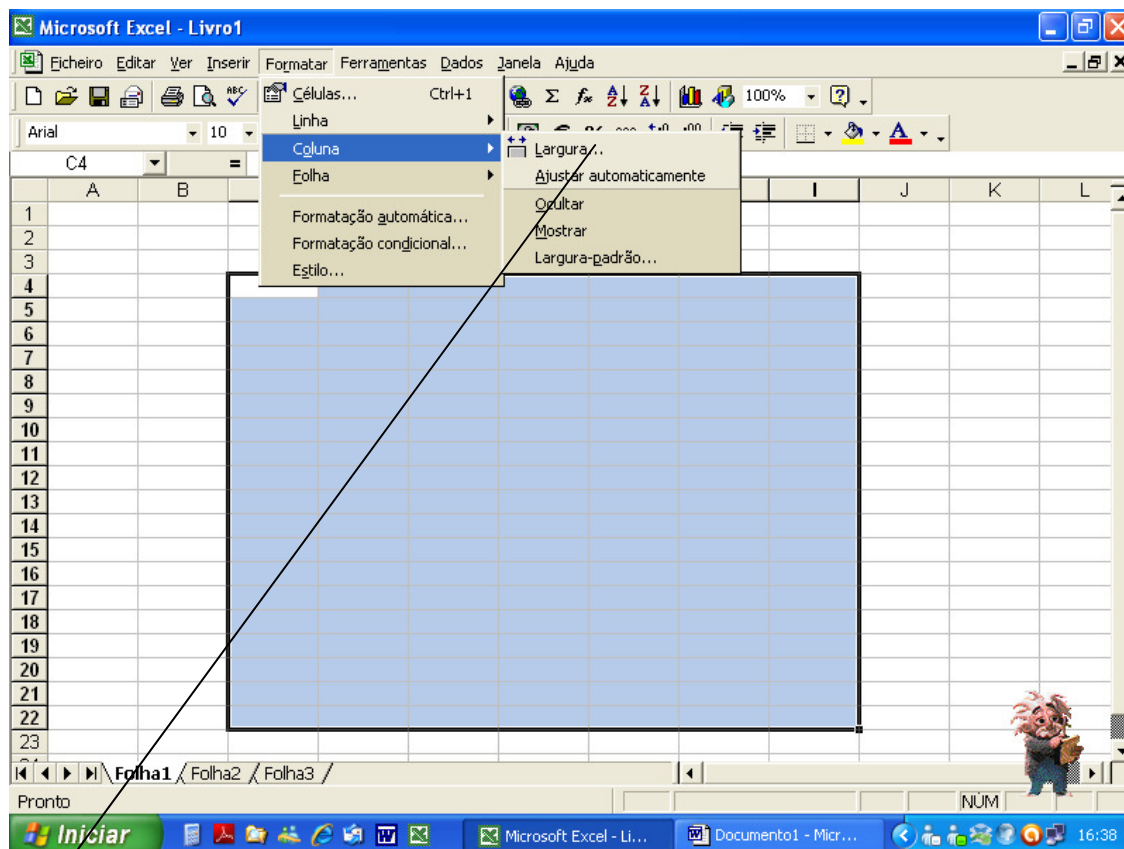 Microsoft Excel - Livro1
Ficheiro Editar Ver Inserir Formatar Ferramentas Dados Janela Ajuda
Células... Ctrl+1
100%
Arial 10
Linha
Coluna
Largura...
C4 =
Folha
Ajustar automaticamente
Ocultar
Formatação automática...
Mostrar
Formatação condicional...
Largura-padrão...
Estilo...
A B I J K L
1
2
3
4
5
6
7
8
9
10
11
12
13
14
15
16
17
18
19
20
21
22
23
Folha1 Folha2 Folha3
Pronto NÚM
Iniciar Microsoft Excel - Li... Documento1 - Micr... 16:38